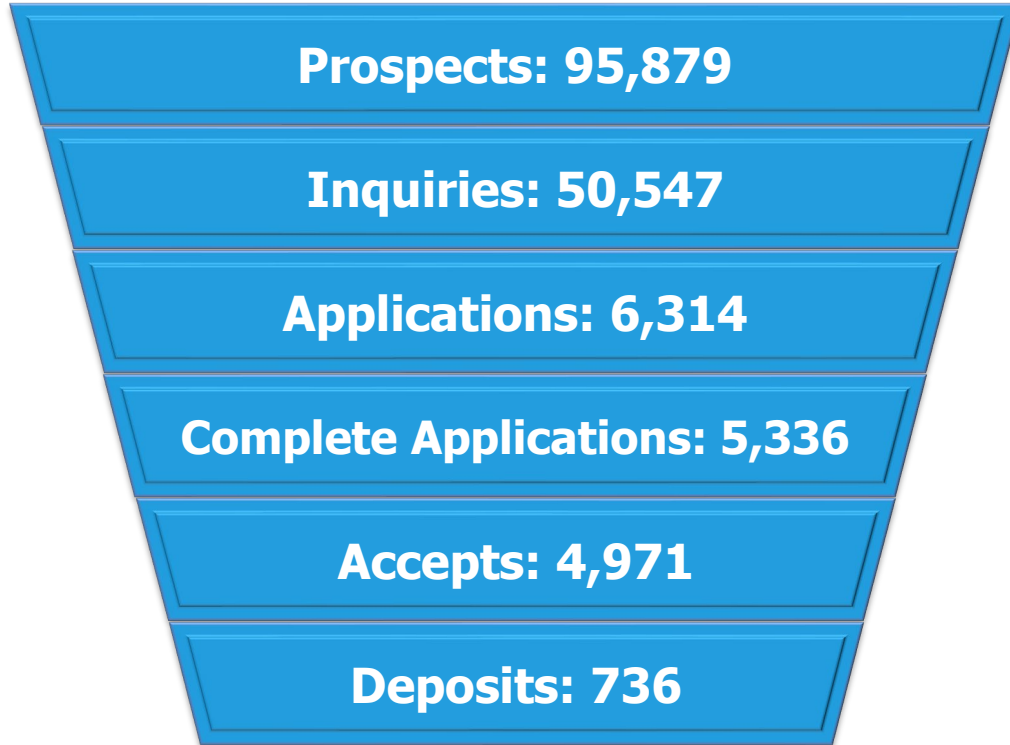 Prospects: 95,879
Inquiries: 50,547
Applications: 6,314
Complete Applications: 5,336
Accepts: 4,971
Deposits: 736